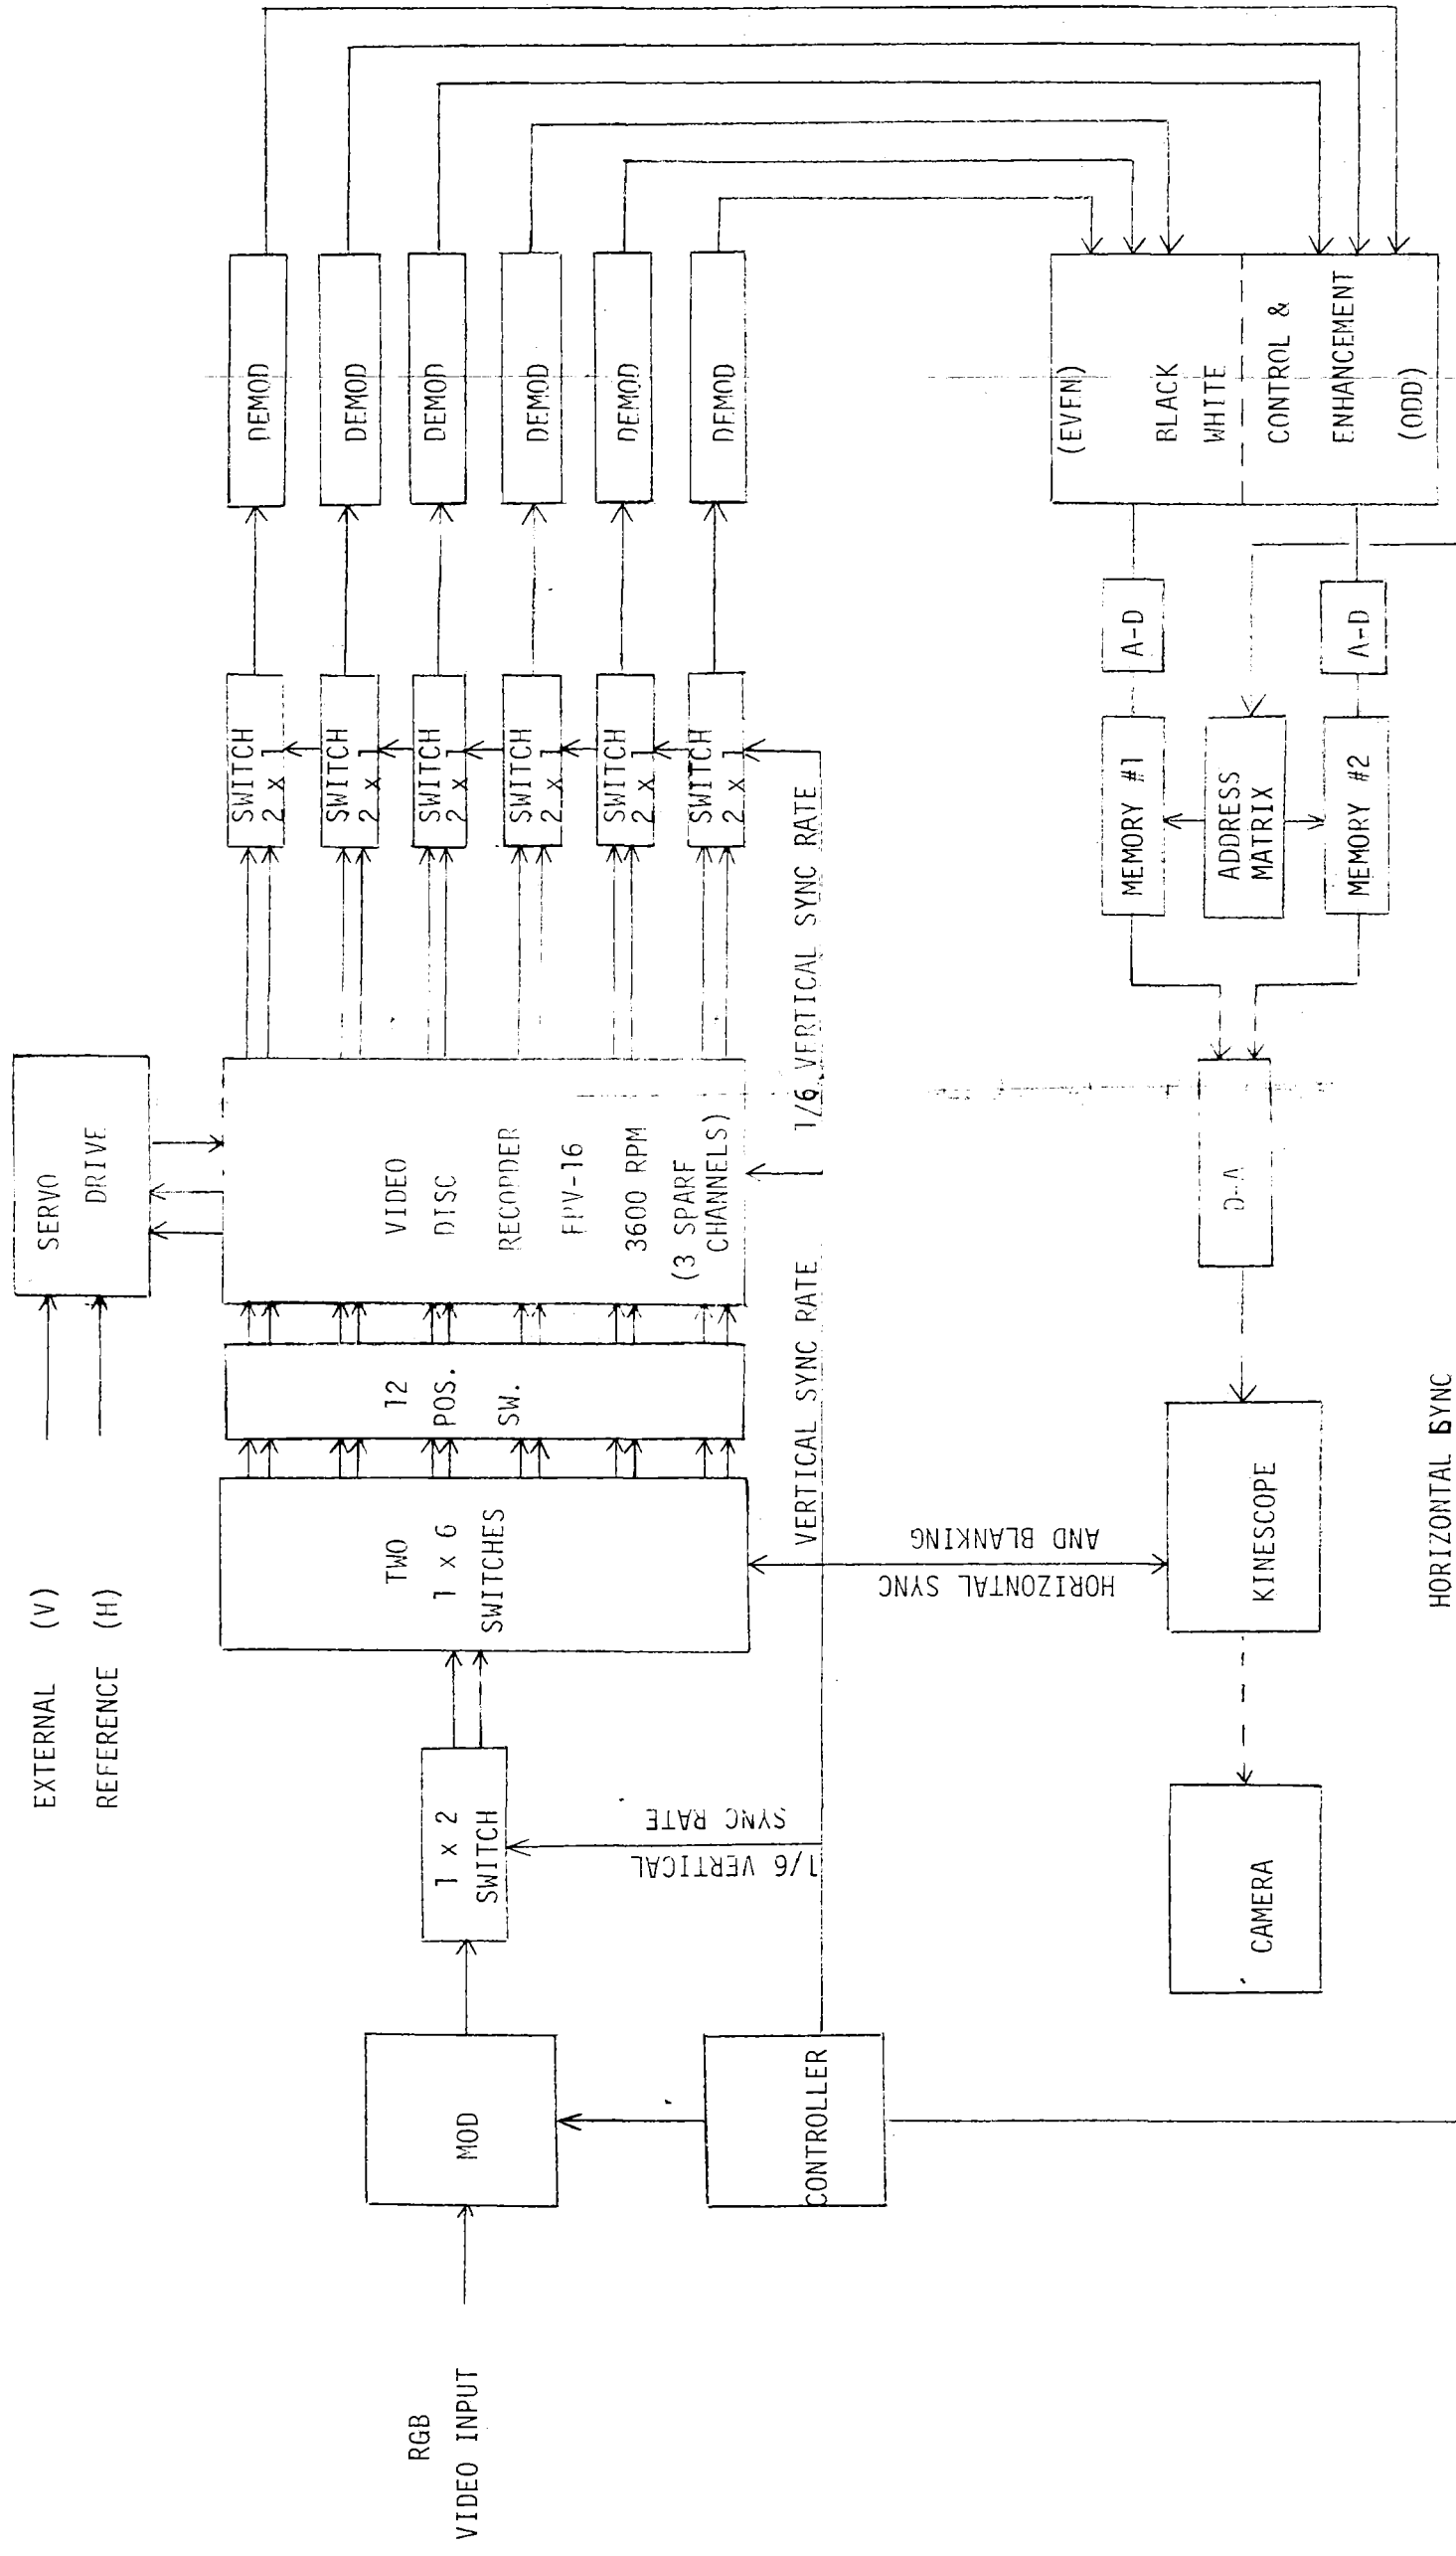 EXTERNAL (V)
REFERENCE (H)
SERVO
DRIVE
RGB
VIDEO INPUT
MOD
1 x 2
SWITCH
TWO
1 x 6
SWITCHES
12
POS.
SW.
VIDEO
DISC
RECORDER
3600 RPM
(3 SPARE
CHANNELS)
SWITCH
2 x 1
SWITCH
2 x 1
SWITCH
2 x 1
SWITCH
2 x 1
SWITCH
2 x 1
SWITCH
2 x 1
DEMOD
DEMOD
DEMOD
DEMOD
DEMOD
DEMOD
CONTROLLER
1/6 VERTICAL
SYNC RATE
VERTICAL SYNC RATE
1/6 VERTICAL SYNC RATE
HORIZONTAL SYNC
AND BLANKING
CAMERA
KINESCOPE
D-A
MEMORY #1
ADDRESS
MATRIX
MEMORY #2
A-D
A-D
(EVEN)
BLACK
WHITE
CONTROL &
ENHANCEMENT
(ODD)
HORIZONTAL SYNC